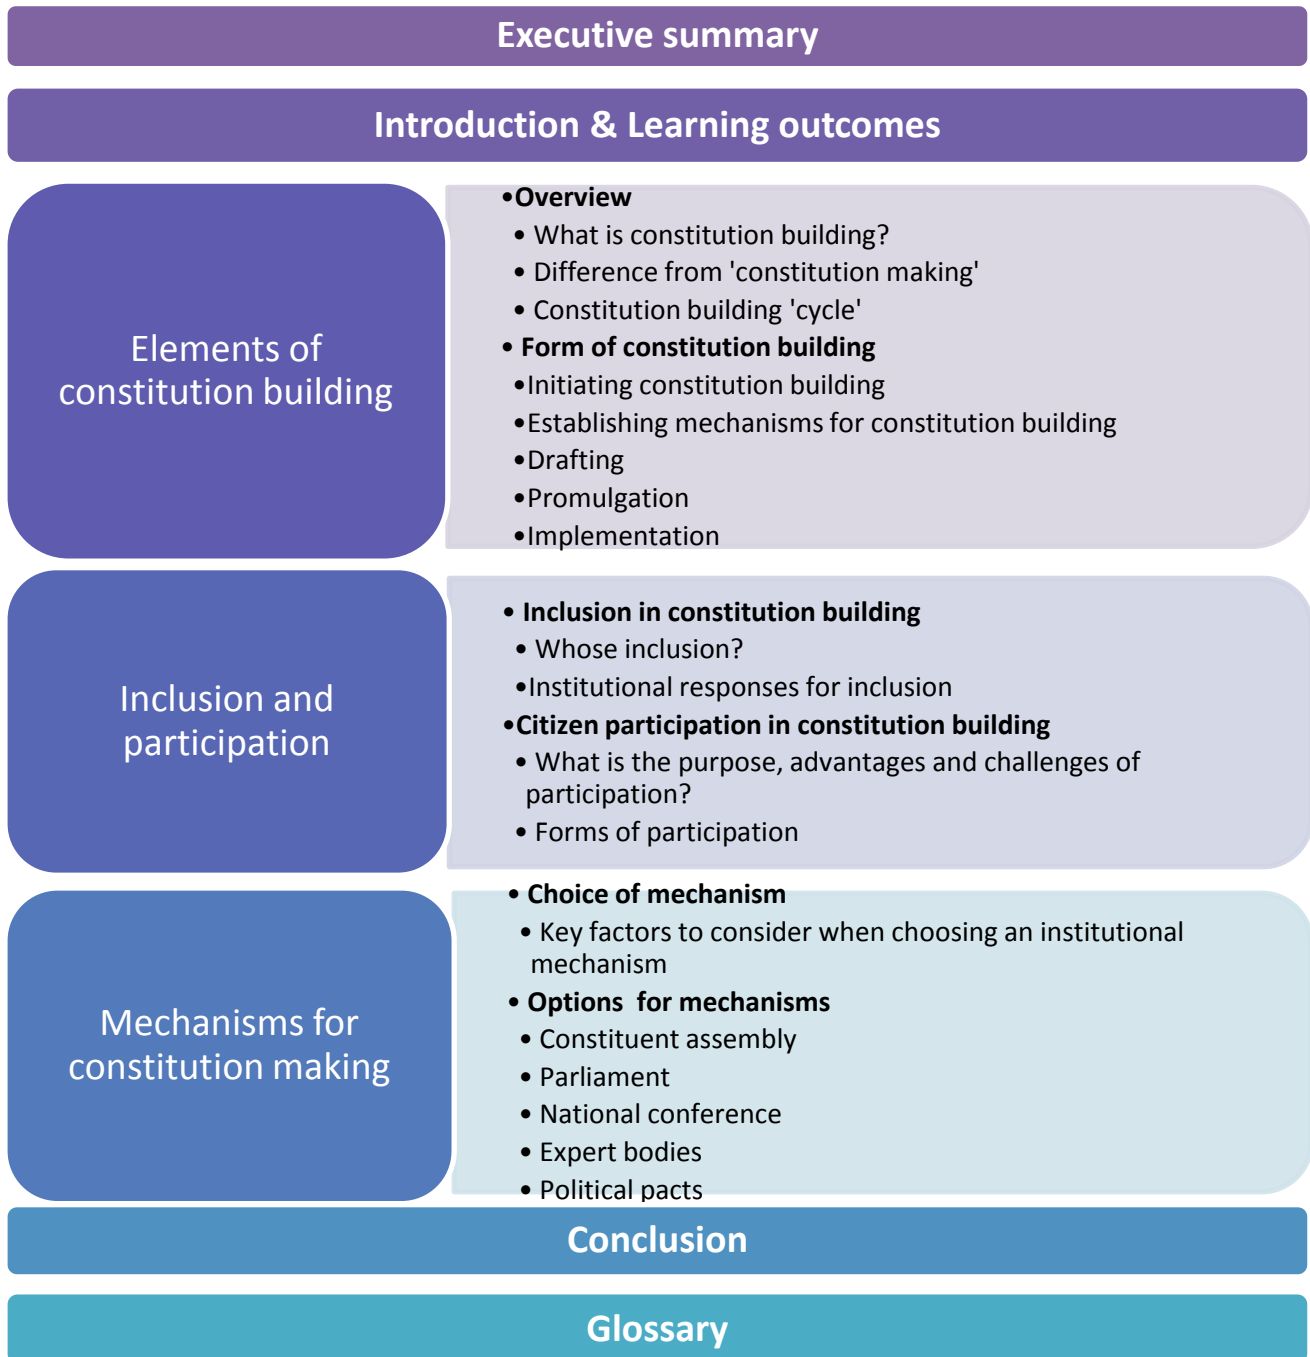 Executive summary
Introduction & Learning outcomes
Elements of
constitution building
•Overview
• What is constitution building?
• Difference from 'constitution making'
• Constitution building 'cycle'
• Form of constitution building
•Initiating constitution building
•Establishing mechanisms for constitution building
•Drafting
•Promulgation
•Implementation
Inclusion and
participation
• Inclusion in constitution building
• Whose inclusion?
•Institutional responses for inclusion
•Citizen participation in constitution building
• What is the purpose, advantages and challenges of
participation?
• Forms of participation
Mechanisms for
constitution making
• Choice of mechanism
• Key factors to consider when choosing an institutional
mechanism
• Options  for mechanisms
• Constituent assembly
• Parliament
• National conference
• Expert bodies
• Political pacts
Conclusion
Glossary